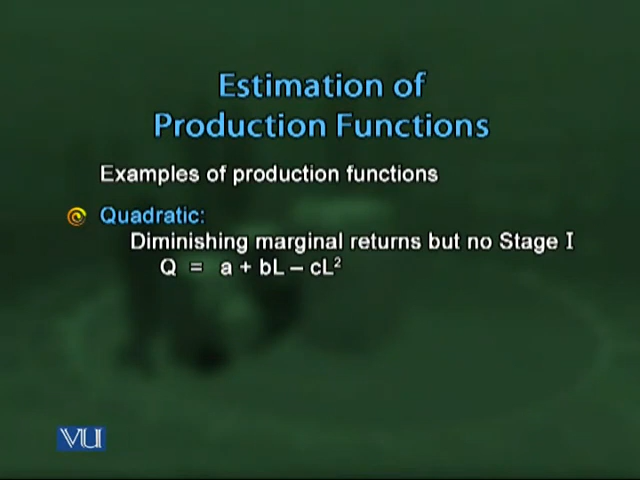 Estimation of
Production Functions
Examples of production functions
Quadratic:
Diminishing marginal returns but no Stage I
Q = a + bL – cL²
VU